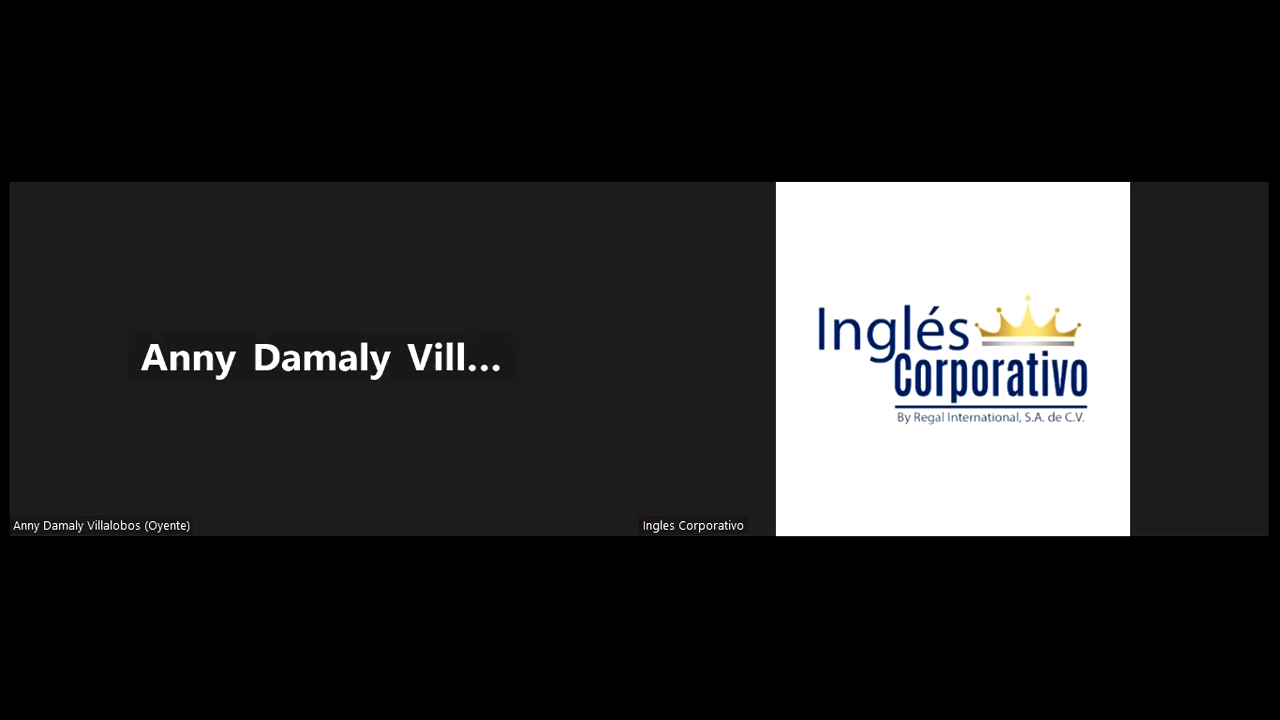 Anny Damaly Vill...
Anny Damaly Villalobos (Oyente)
Inglés
Corporativo
By Regal International, S.A. de C.V.
Ingles Corporativo